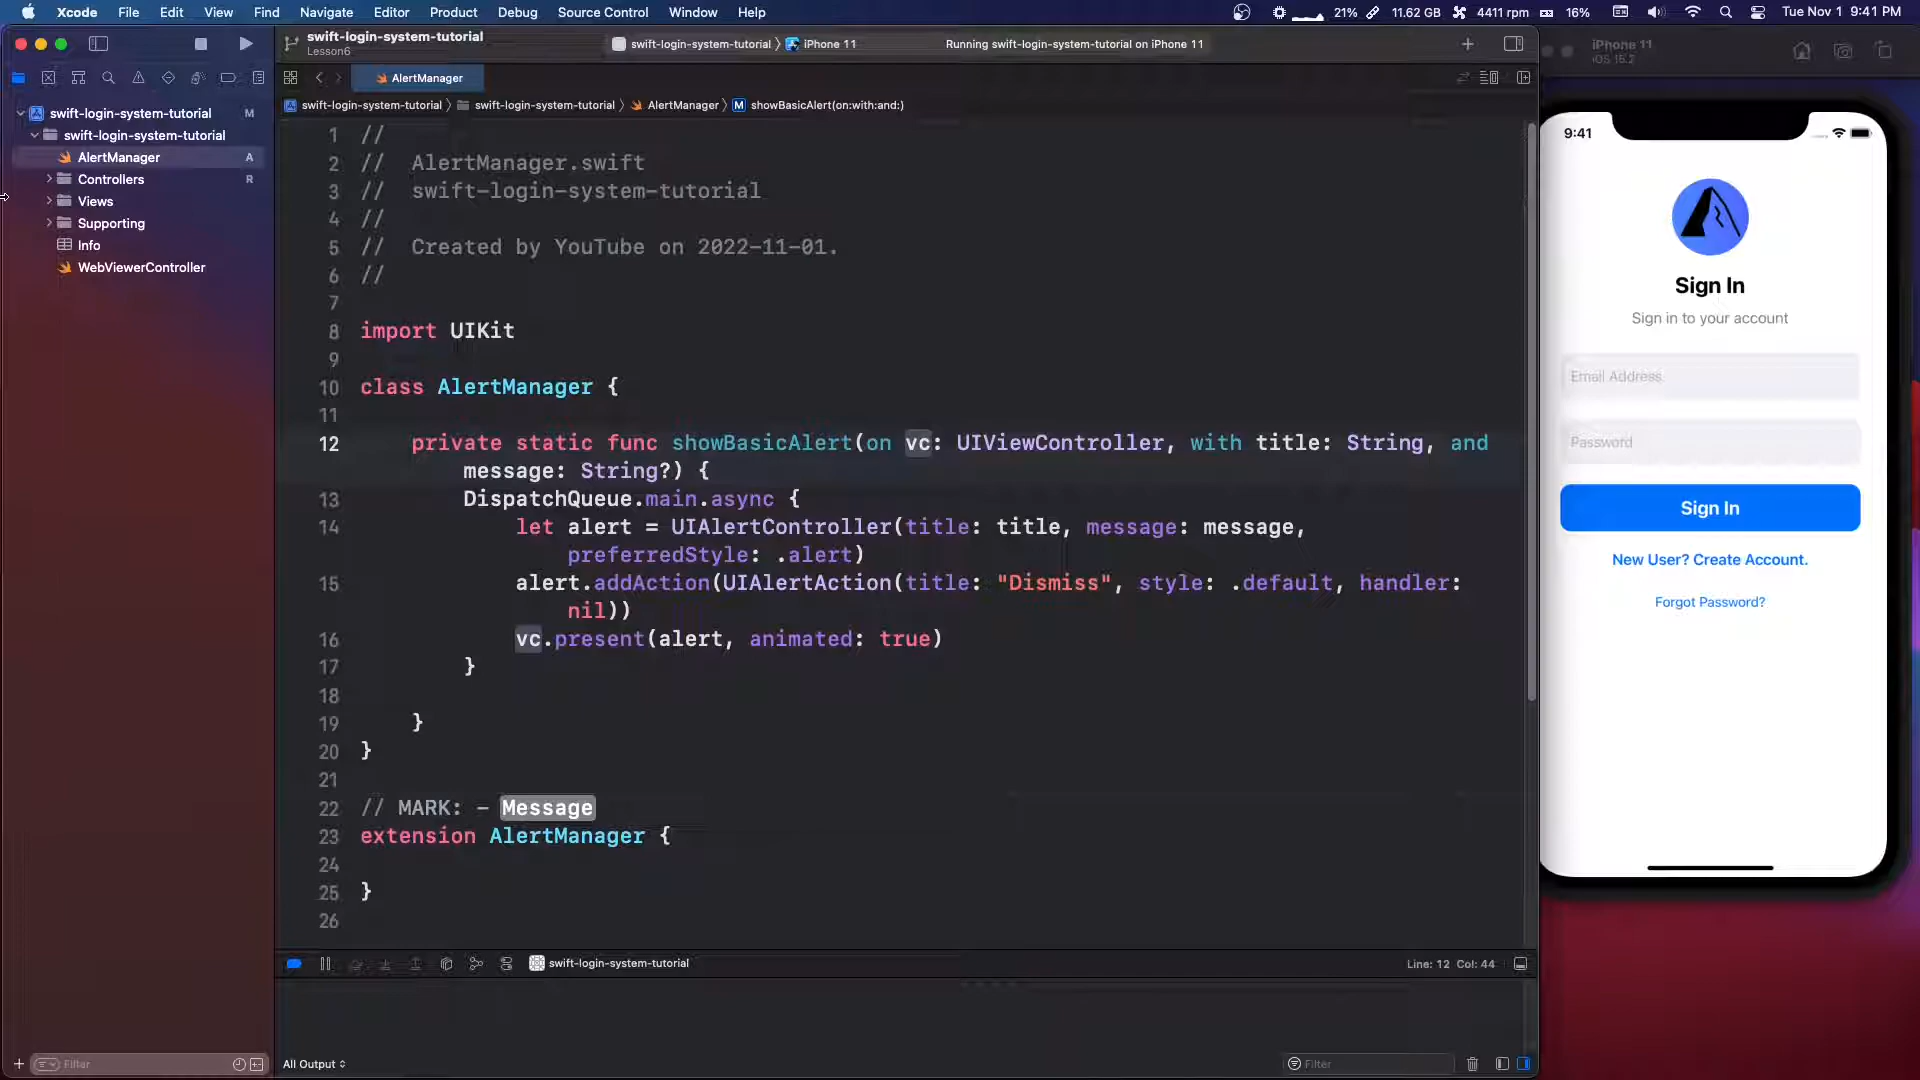 Xcode File Edit View Find Navigate Editor Product Debug Source Control Window Help
21% 11.62 GB 4411 rpm 16% Tue Nov 1 9:41 PM
swift-login-system-tutorial
Lesson6
swift-login-system-tutorial 〉 iPhone 11
Running swift-login-system-tutorial on iPhone 11
AlertManager
swift-login-system-tutorial 〉 swift-login-system-tutorial 〉 AlertManager 〉 M showBasicAlert(on:with:and:)
swift-login-system-tutorial M
swift-login-system-tutorial
AlertManager A
Controllers R
Views
Supporting
Info
WebViewerController
1 //
2 //  AlertManager.swift
3 //  swift-login-system-tutorial
4 //
5 //  Created by YouTube on 2022-11-01.
6 //
7
8 import UIKit
9
10 class AlertManager {
11
12     private static func showBasicAlert(on vc: UIViewController, with title: String, and
message: String?) {
13         DispatchQueue.main.async {
14             let alert = UIAlertController(title: title, message: message,
preferredStyle: .alert)
15             alert.addAction(UIAlertAction(title: "Dismiss", style: .default, handler:
nil))
16             vc.present(alert, animated: true)
17         }
18
19     }
20 }
21
22 // MARK: - Message
23 extension AlertManager {
24
25 }
26
swift-login-system-tutorial
Line: 12 Col: 44
Filter
All Output
Filter
iPhone 11
iOS 15.2
9:41
Sign In
Sign in to your account
Email Address
Password
Sign In
New User? Create Account.
Forgot Password?